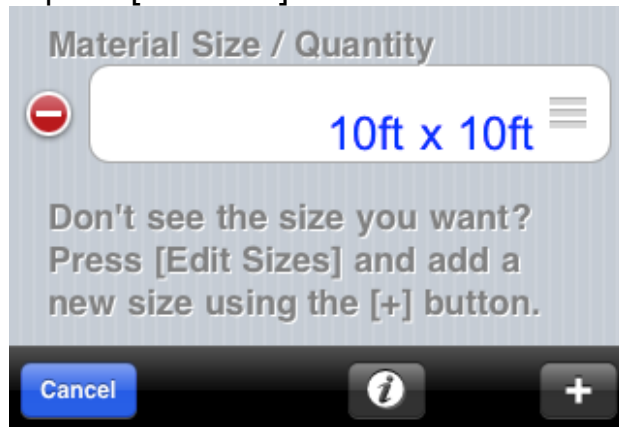 Material Size / Quantity
10ft x 10ft
Don't see the size you want?
Press [Edit Sizes] and add a
new size using the [+] button.
Cancel
i
+